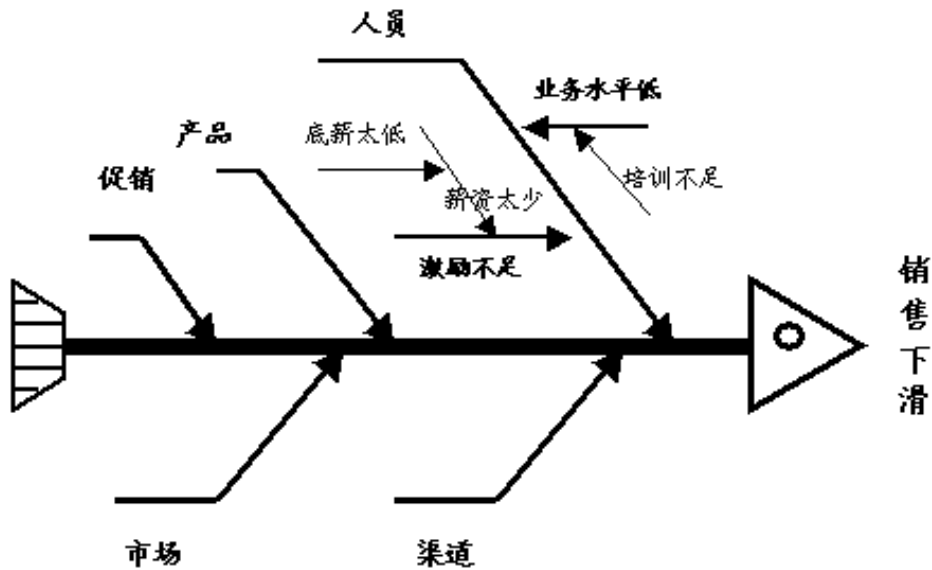 人员
业务水平低
产品
底薪太低
促销
培训不足
薪资太少
激励不足
销售下滑
市场
渠道